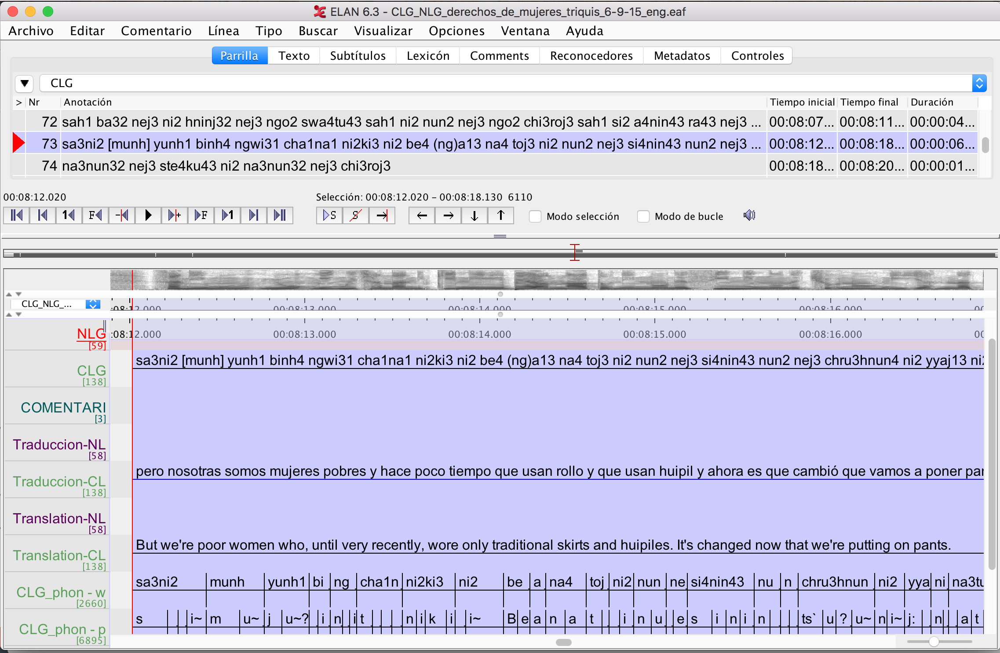 ELAN 6.3 - CLG_NLG_derechos_de_mujeres_triquis_6-9-15_eng.eaf
Archivo Editar Comentario Línea Tipo Buscar Visualizar Opciones Ventana Ayuda
Parrilla Texto Subtítulos Lexicón Comments Reconocedores Metadatos Controles
CLG
> Nr Anotación Tiempo inicial Tiempo final Duración
72 sah1 ba32 nej3 ni2 hninj32 nej3 ngo2 swa4tu43 sah1 ni2 nun2 nej3 ngo2 chi3roj3 sah1 si2 a4nin43 ra43 nej3 ... 00:08:07... 00:08:11... 00:00:04...
73 sa3ni2 [munh] yunh1 binh4 ngwi31 cha1na1 ni2ki3 ni2 be4 (ng)a13 na4 toj3 ni2 nun2 nej3 si4nin43 nun2 nej3 ... 00:08:12... 00:08:18... 00:00:06...
74 na3nun32 nej3 ste4ku43 ni2 na3nun32 nej3 chi3roj3 00:08:18... 00:08:20... 00:00:01...
00:08:12.020 Selección: 00:08:12.020 - 00:08:18.130 6110
1 F + F 1 S S Modo selección Modo de bucle
CLG_NLG_... :08:12.000 00:08:13.000 00:08:14.000 00:08:15.000 00:08:16.000 00
NLG :08:12.000 00:08:13.000 00:08:14.000 00:08:15.000 00:08:16.000 00
[59]
sa3ni2 [munh] yunh1 binh4 ngwi31 cha1na1 ni2ki3 ni2 be4 (ng)a13 na4 toj3 ni2 nun2 nej3 si4nin43 nun2 nej3 chru3hnun4 ni2 yyaj13 ni2
CLG
[138]
COMENTARI
[3]
Traduccion-NL
[58]
pero nosotras somos mujeres pobres y hace poco tiempo que usan rollo y que usan huipil y ahora es que cambió que vamos a poner par
Traduccion-CL
[138]
Translation-NL
[58]
But we're poor women who, until very recently, wore only traditional skirts and huipiles. It's changed now that we're putting on pants.
Translation-CL
[138]
sa3ni2 munh yunh1 bi ng cha1n ni2ki3 ni2 be a na4 toj ni2 nun ne si4nin43 nu n chru3hnun ni2 yya ni na3tu
CLG_phon - w
[2660]
s i~ m u~ j u~? i n i t n i k i i~ B e a n a t i n u e s i n i n ts` u ? u~ n i~ j: n a t
CLG_phon - p
[6895]